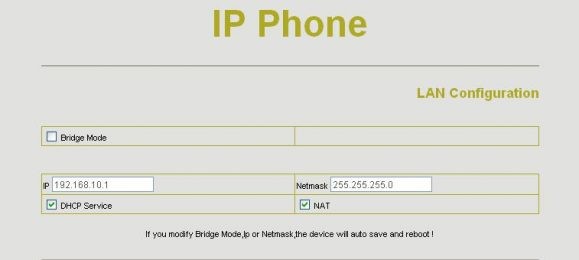 IP Phone
LAN Configuration
Bridge Mode
IP 192.168.10.1 Netmask 255.255.255.0
DHCP Service NAT
If you modify Bridge Mode,Ip or Netmask,the device will auto save and reboot !